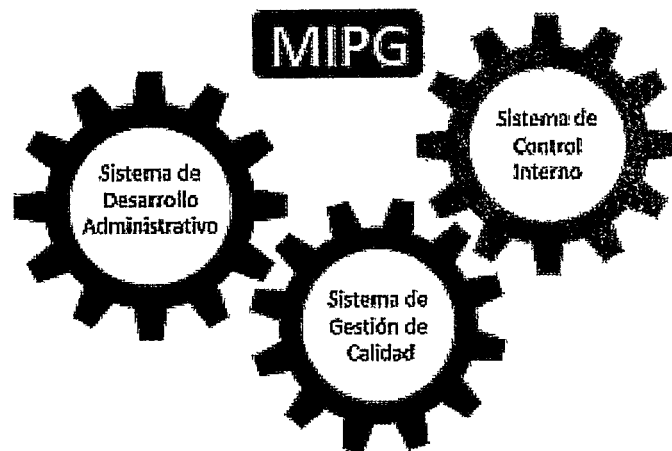 MIPG
Sistema de
Desarrollo
Administrativo
Sistema de
Gestión de
Calidad
Sistema de
Control
Interno